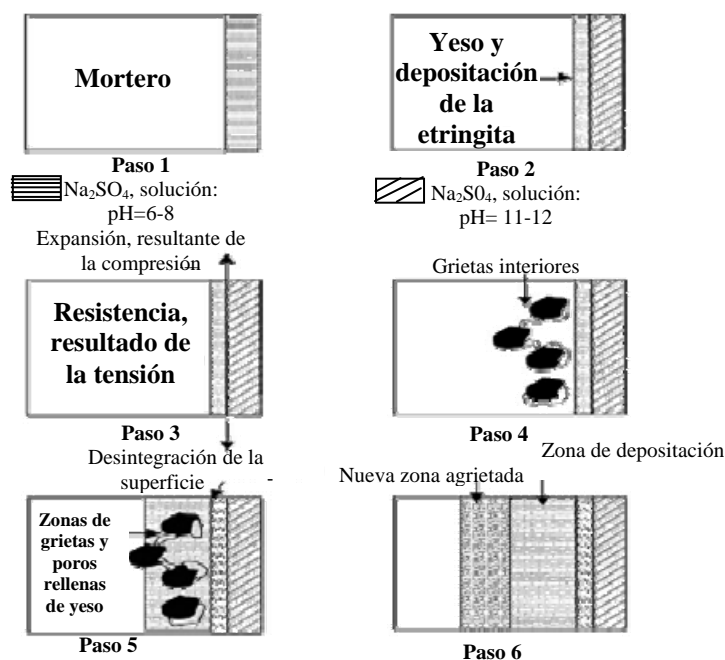 Mortero
Paso 1
Na₂SO₄, solución:
pH=6-8
Yeso y
depositación
de la
etringita
Paso 2
Na₂S0₄, solución:
pH= 11-12
Expansión, resultante de
la compresión
Resistencia,
resultado de
la tensión
Paso 3
Grietas interiores
Paso 4
Desintegración de la
superficie
Zonas de
grietas y
poros
rellenas
de yeso
Paso 5
Nueva zona agrietada
Zona de depositación
Paso 6